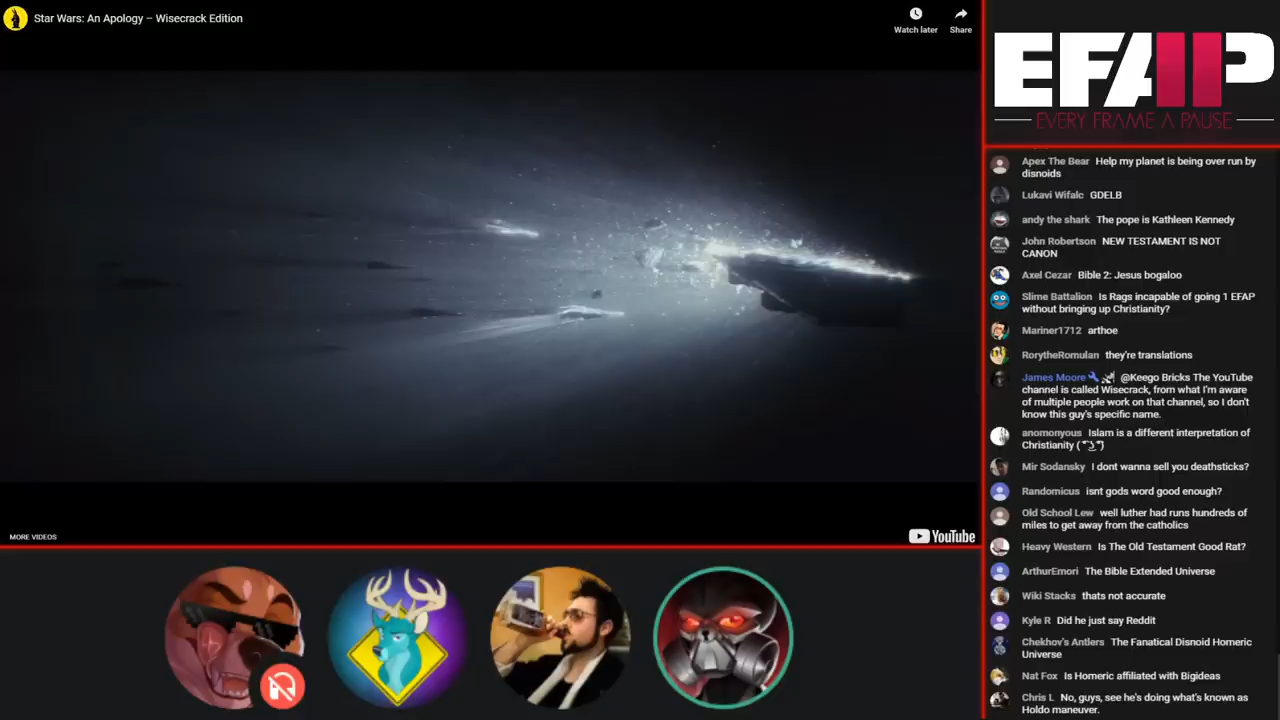 Star Wars: An Apology – Wisecrack Edition
Watch later
Share
MORE VIDEOS
YouTube
EFAP
EVERY FRAME A PAUSE
Apex The Bear Help my planet is being over run by
disnoids
Lukavi Wifalc GDELB
andy the shark The pope is Kathleen Kennedy
John Robertson NEW TESTAMENT IS NOT
CANON
Axel Cezar Bible 2: Jesus bogaloo
Slime Battalion Is Rags incapable of going 1 EFAP
without bringing up Christianity?
Mariner1712 arthoe
RorytheRomulan they're translations
James Moore @Keego Bricks The YouTube
channel is called Wisecrack, from what I'm aware
of multiple people work on that channel, so I don't
know this guy's specific name.
anomonyous Islam is a different interpretation of
Christianity ( ͡° ͜ʖ ͡°)
Mir Sodansky I dont wanna sell you deathsticks?
Randomicus isnt gods word good enough?
Old School Lew well luther had runs hundreds of
miles to get away from the catholics
Heavy Western Is The Old Testament Good Rat?
ArthurEmori The Bible Extended Universe
Wiki Stacks thats not accurate
Kyle R Did he just say Reddit
Chekhov's Antlers The Fanatical Disnoid Homeric
Universe
Nat Fox Is Homeric affiliated with Bigideas
Chris L No, guys, see he's doing what's known as
Holdo maneuver.